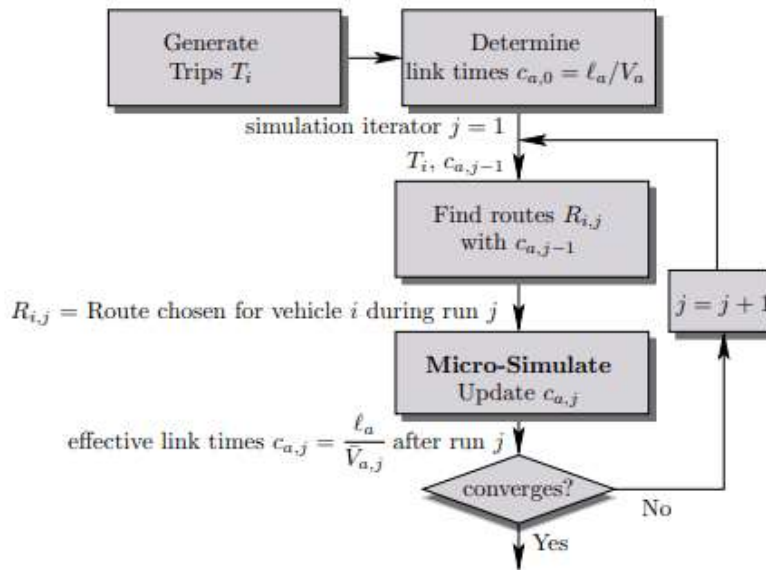 Generate
Trips T_i
Determine
link times c_{a,0} = ℓ_a/V_a
simulation iterator j = 1
T_i, c_{a,j−1}
Find routes R_{i,j}
with c_{a,j−1}
j = j + 1
R_{i,j} = Route chosen for vehicle i during run j
Micro-Simulate
Update c_{a,j}
effective link times c_{a,j} = ℓ_a / V̄_{a,j} after run j
converges?
No
Yes